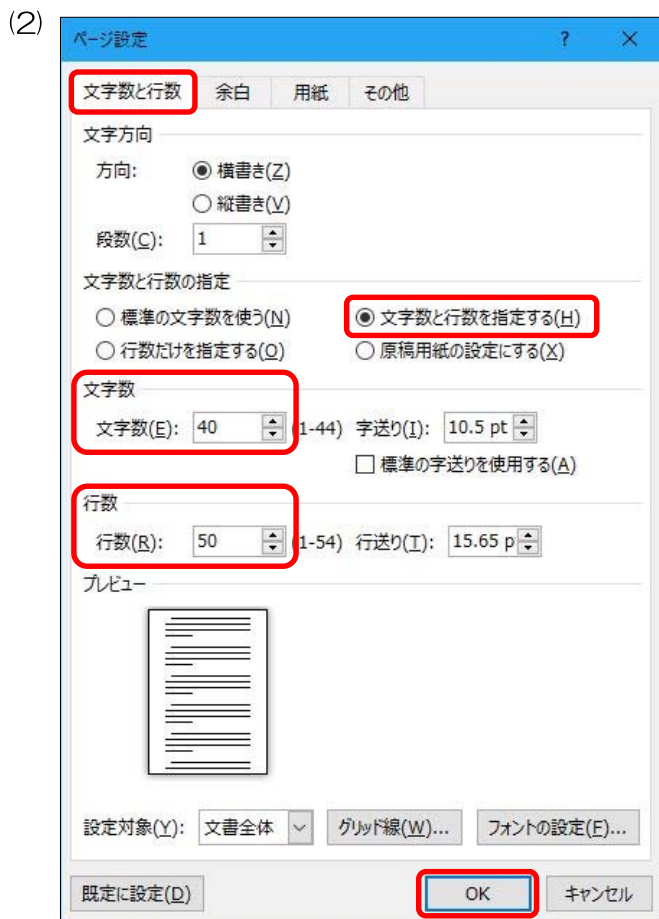 (2)
ページ設定 ? ×
文字数と行数 余白 用紙 その他
文字方向
方向: 横書き(Z)
縦書き(V)
段数(C): 1
文字数と行数の指定
標準の文字数を使う(N) 文字数と行数を指定する(H)
行数だけを指定する(O) 原稿用紙の設定にする(X)
文字数
文字数(E): 40 (1-44) 字送り(I): 10.5 pt
標準の字送りを使用する(A)
行数
行数(R): 50 (1-54) 行送り(T): 15.65 p
プレビュー
設定対象(Y): 文書全体 グリッド線(W)... フォントの設定(F)...
既定に設定(D) OK キャンセル